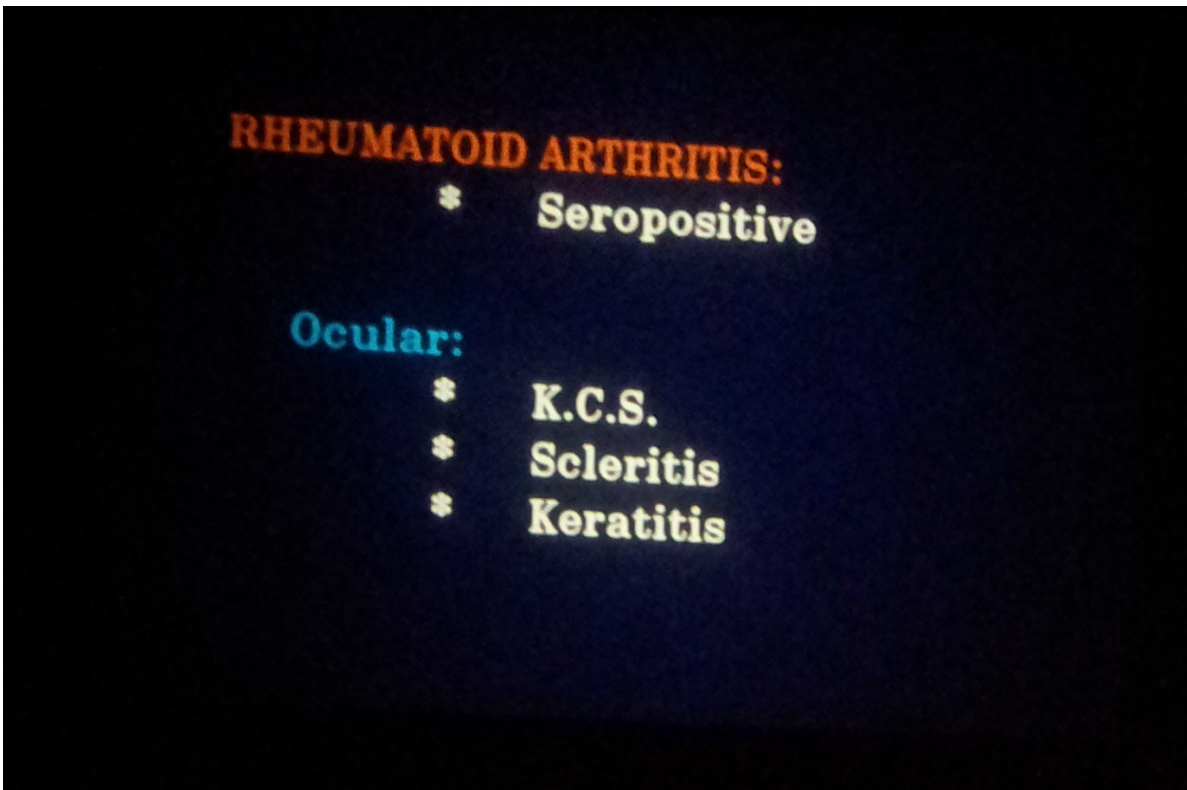 RHEUMATOID ARTHRITIS:
* Seropositive
Ocular:
* K.C.S.
* Scleritis
* Keratitis